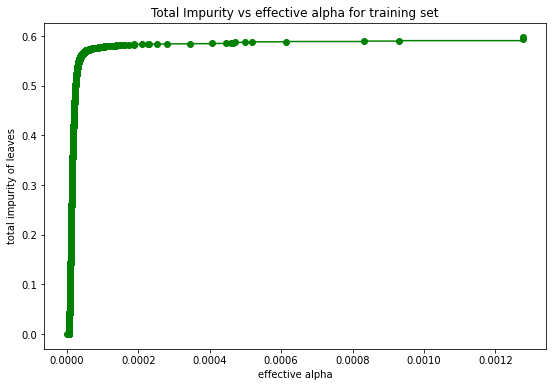 Total Impurity vs effective alpha for training set
total impurity of leaves
0.6
0.5
0.4
0.3
0.2
0.1
0.0
0.0000 0.0002 0.0004 0.0006 0.0008 0.0010 0.0012
effective alpha